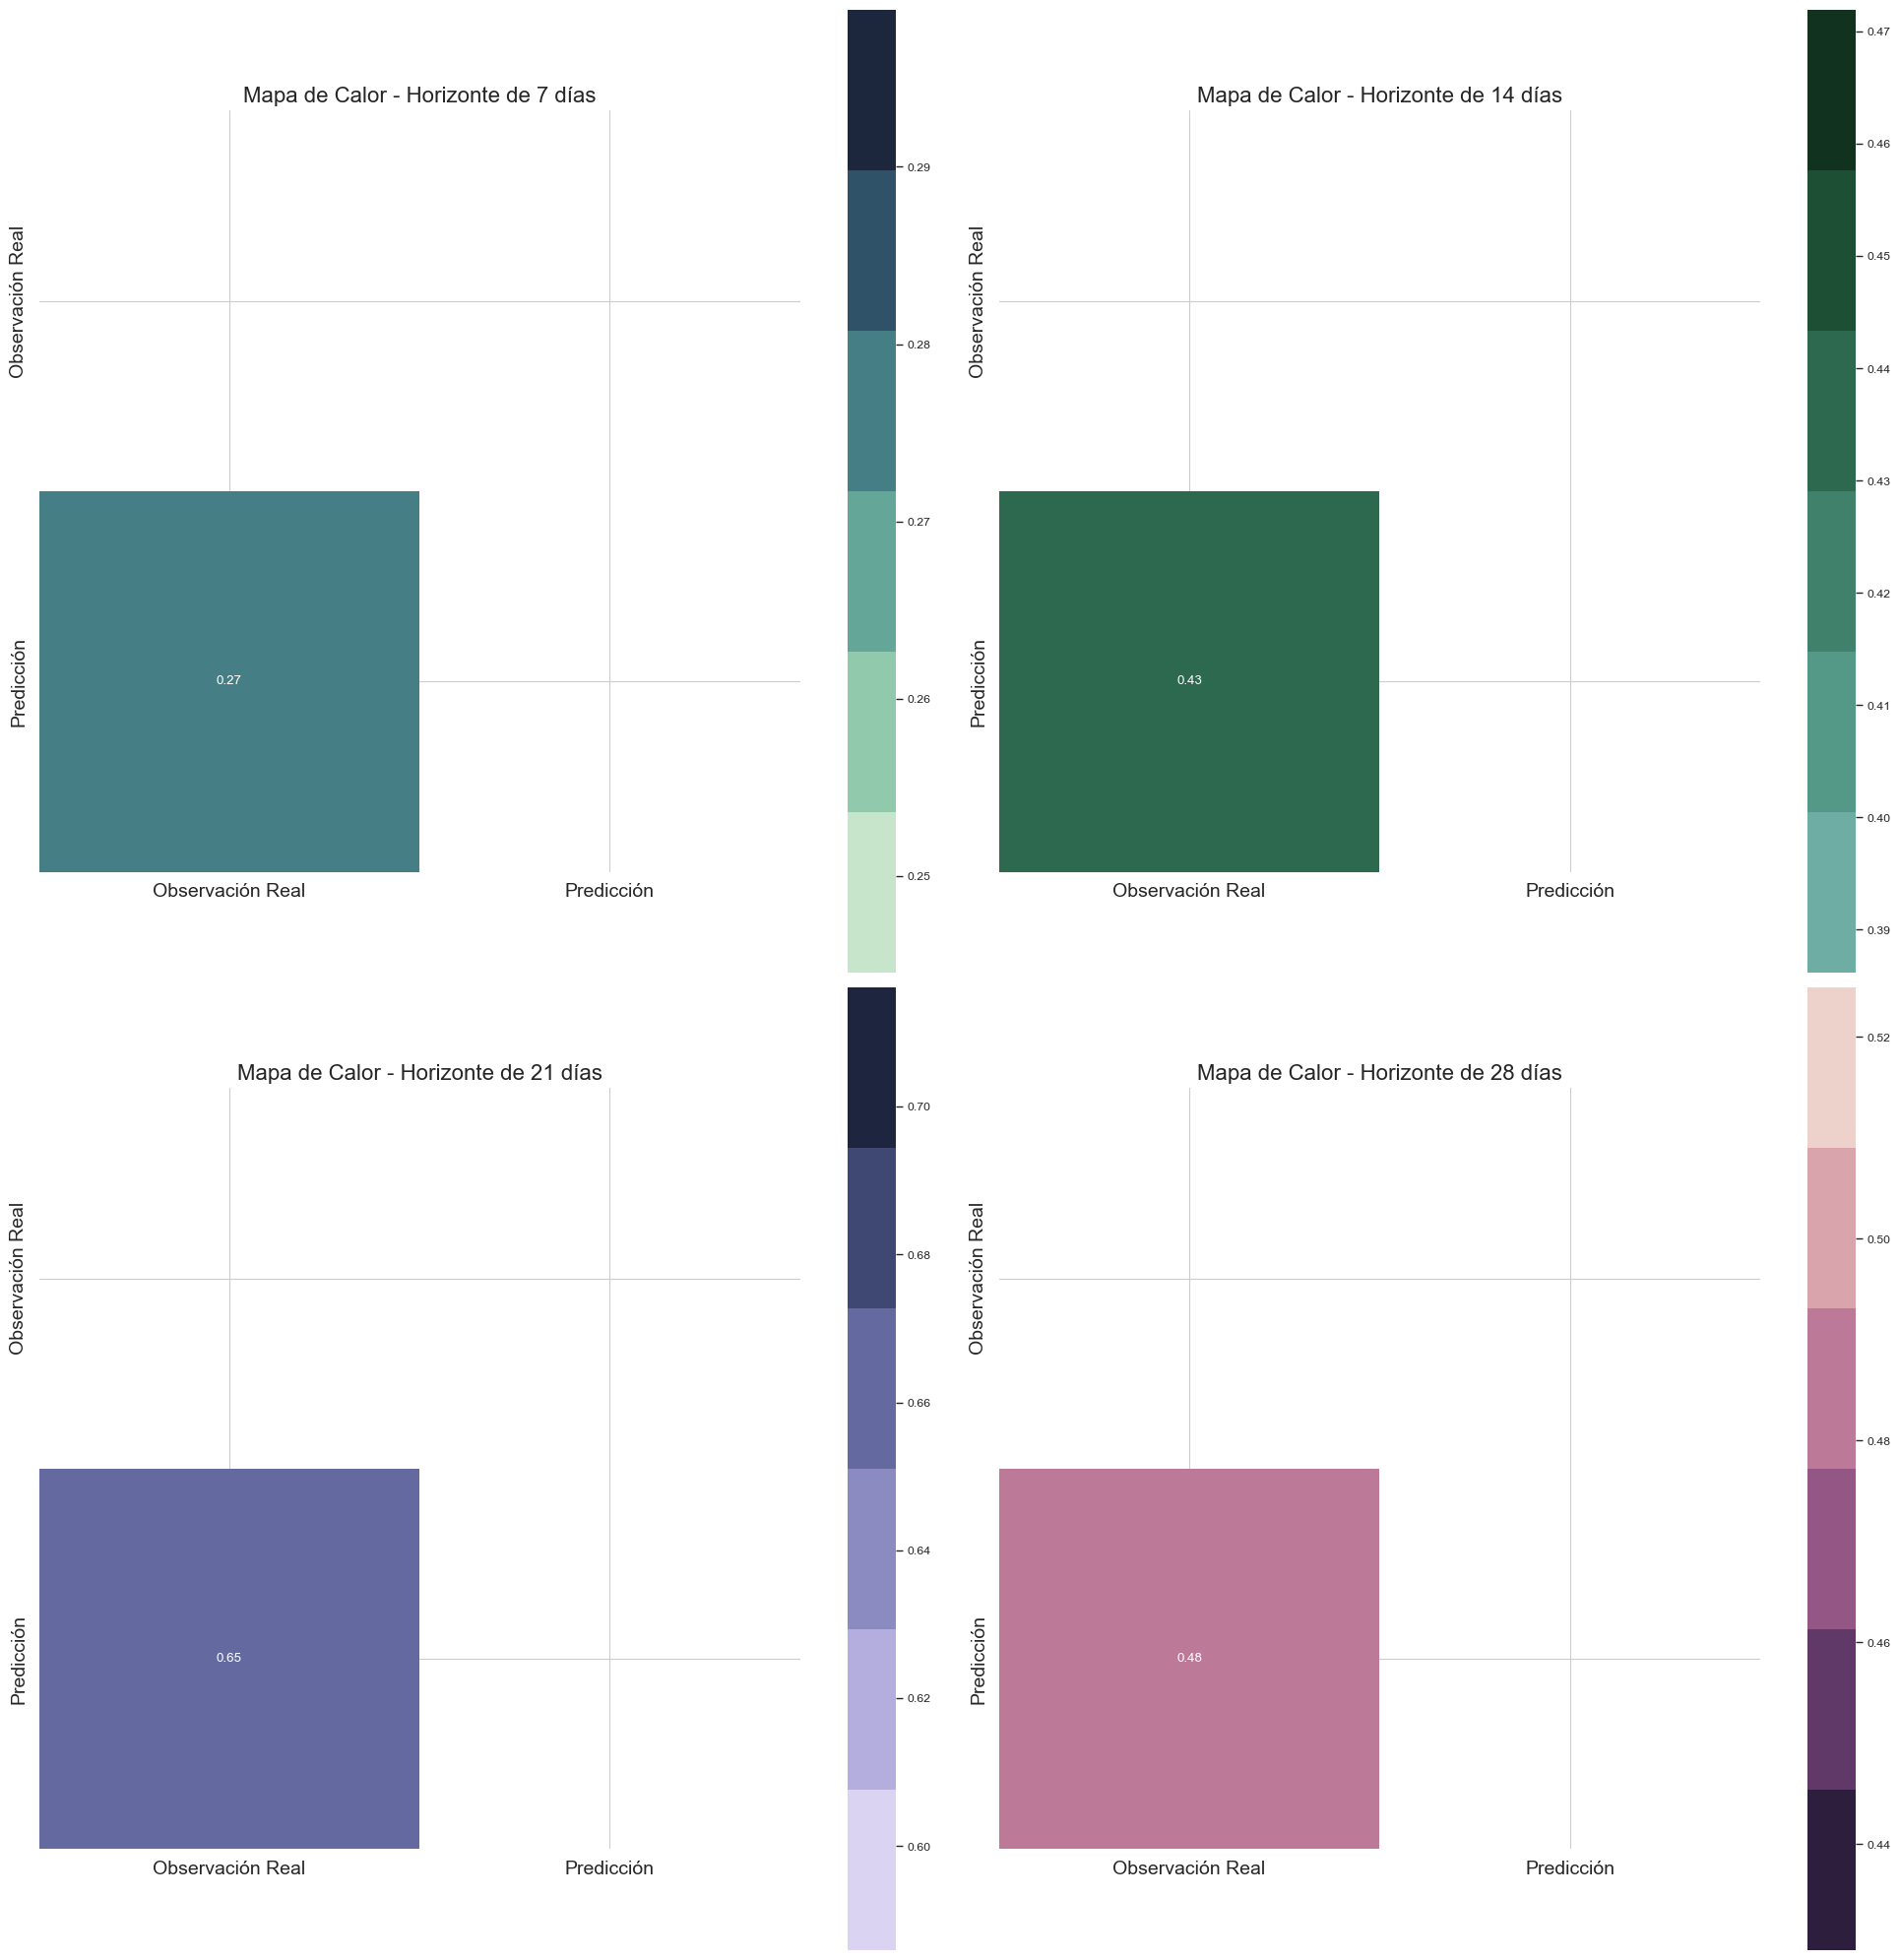 Mapa de Calor - Horizonte de 7 días
Observación Real
Predicción
0.27
Observación Real
Predicción
0.29
0.28
0.27
0.26
0.25
Mapa de Calor - Horizonte de 14 días
Observación Real
Predicción
0.43
Observación Real
Predicción
0.47
0.46
0.45
0.44
0.43
0.42
0.41
0.40
0.39
Mapa de Calor - Horizonte de 21 días
Observación Real
Predicción
0.65
Observación Real
Predicción
0.70
0.68
0.66
0.64
0.62
0.60
Mapa de Calor - Horizonte de 28 días
Observación Real
Predicción
0.48
Observación Real
Predicción
0.52
0.50
0.48
0.46
0.44